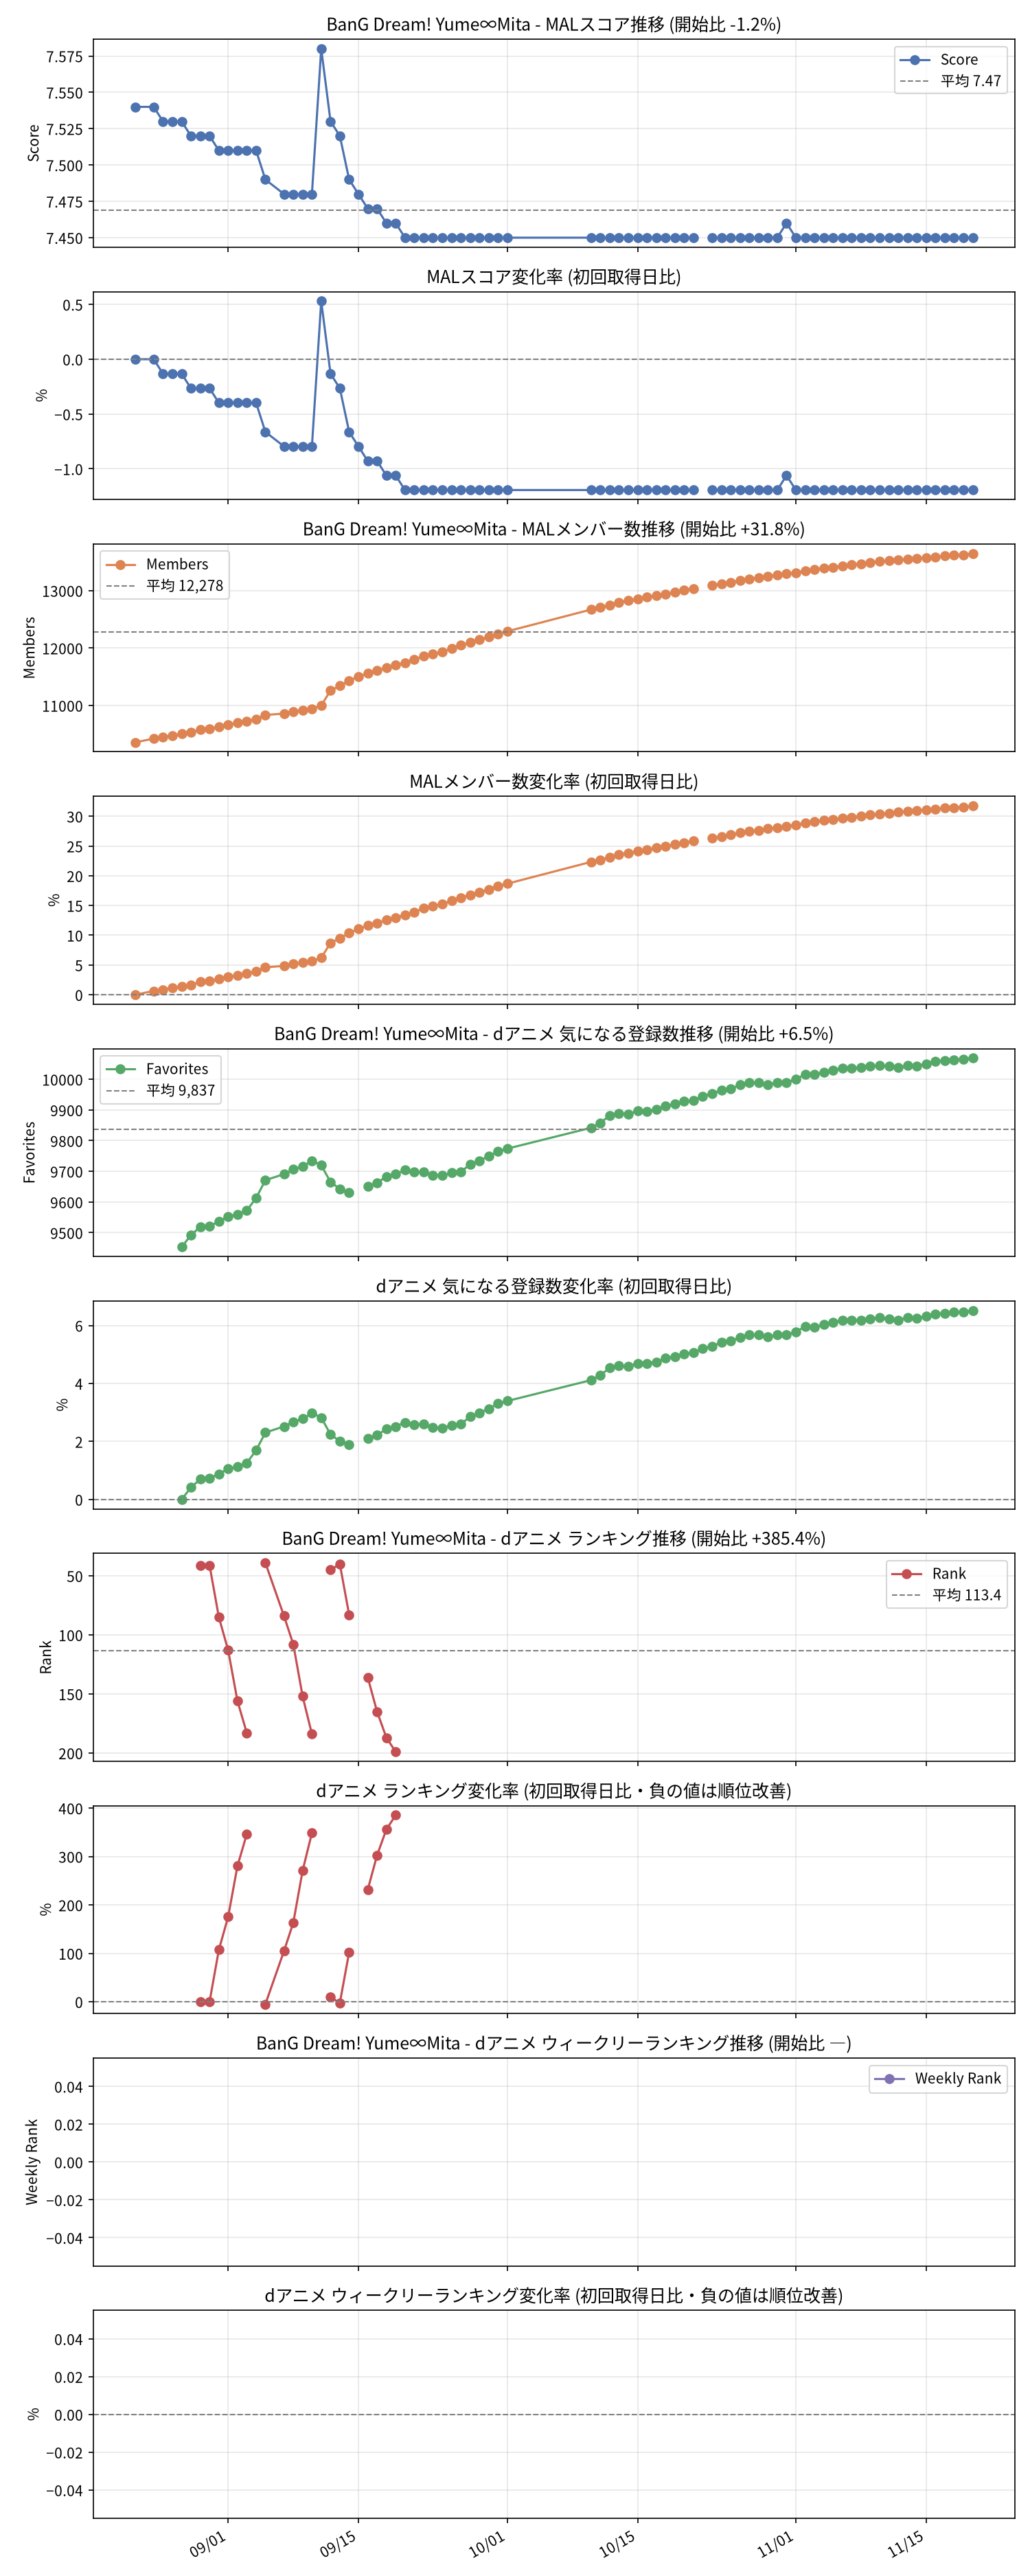 BanG Dream! Yume∞Mita - MALスコア推移 (開始比 -1.2%)
7.575
7.550
7.525
7.500
7.475
7.450
Score
Score
平均 7.47
MALスコア変化率 (初回取得日比)
0.5
0.0
−0.5
−1.0
%
BanG Dream! Yume∞Mita - MALメンバー数推移 (開始比 +31.8%)
13000
12000
11000
Members
Members
平均 12,278
MALメンバー数変化率 (初回取得日比)
30
25
20
15
10
5
0
%
BanG Dream! Yume∞Mita - dアニメ 気になる登録数推移 (開始比 +6.5%)
10000
9900
9800
9700
9600
9500
Favorites
Favorites
平均 9,837
dアニメ 気になる登録数変化率 (初回取得日比)
6
4
2
0
%
BanG Dream! Yume∞Mita - dアニメ ランキング推移 (開始比 +385.4%)
50
100
150
200
Rank
Rank
平均 113.4
dアニメ ランキング変化率 (初回取得日比・負の値は順位改善)
400
300
200
100
0
%
BanG Dream! Yume∞Mita - dアニメ ウィークリーランキング推移 (開始比 —)
0.04
0.02
0.00
−0.02
−0.04
Weekly Rank
Weekly Rank
dアニメ ウィークリーランキング変化率 (初回取得日比・負の値は順位改善)
0.04
0.02
0.00
−0.02
−0.04
%
09/01
09/15
10/01
10/15
11/01
11/15